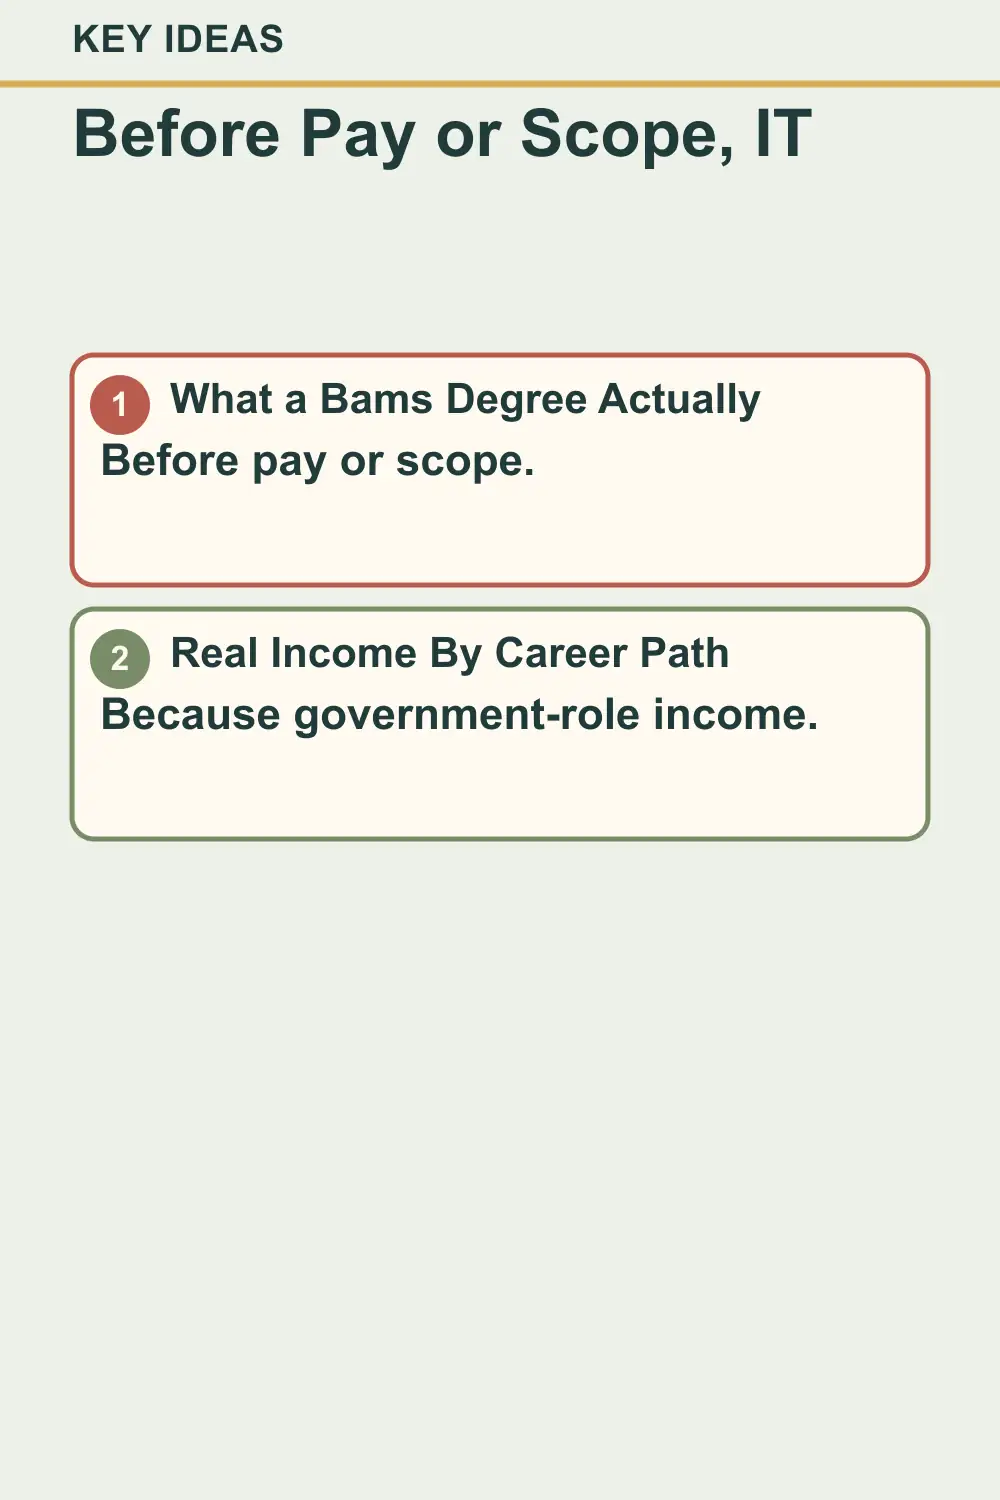 KEY IDEAS
Before Pay or Scope, IT
1 What a Bams Degree Actually
Before pay or scope.
2 Real Income By Career Path
Because government-role income.